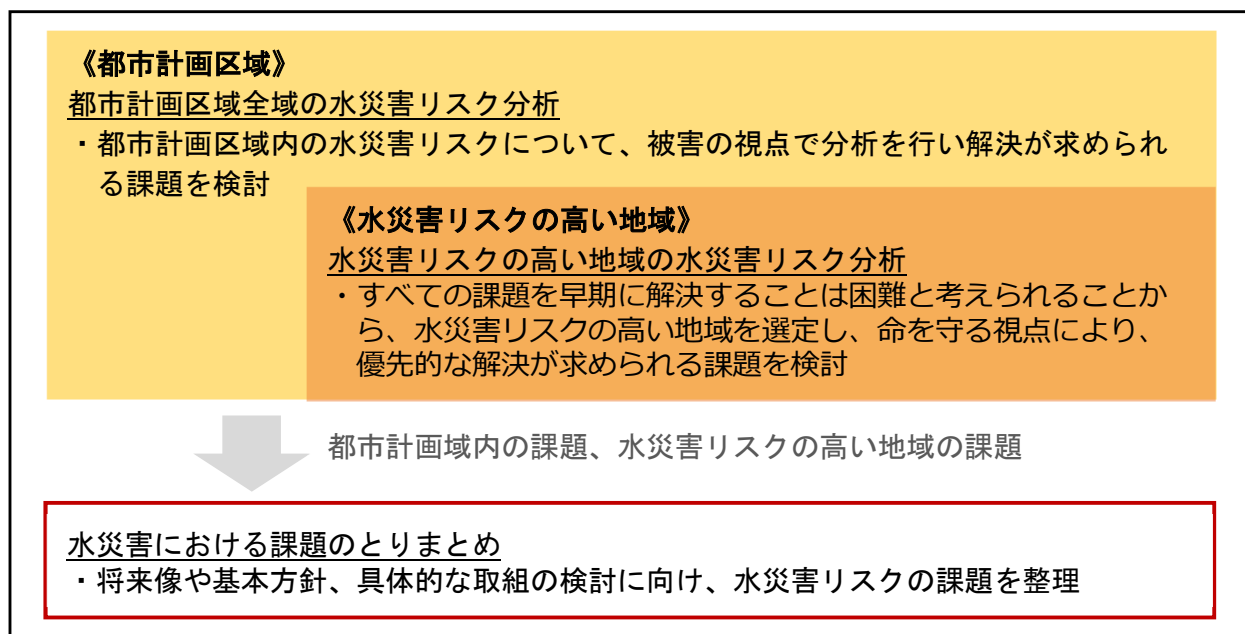 《都市計画区域》
都市計画区域全域の水災害リスク分析
・都市計画区域内の水災害リスクについて、被害の視点で分析を行い解決が求められ
る課題を検討
《水災害リスクの高い地域》
水災害リスクの高い地域の水災害リスク分析
・すべての課題を早期に解決することは困難と考えられることか
ら、水災害リスクの高い地域を選定し、命を守る視点により、
優先的な解決が求められる課題を検討
都市計画域内の課題、水災害リスクの高い地域の課題
水災害における課題のとりまとめ
・将来像や基本方針、具体的な取組の検討に向け、水災害リスクの課題を整理